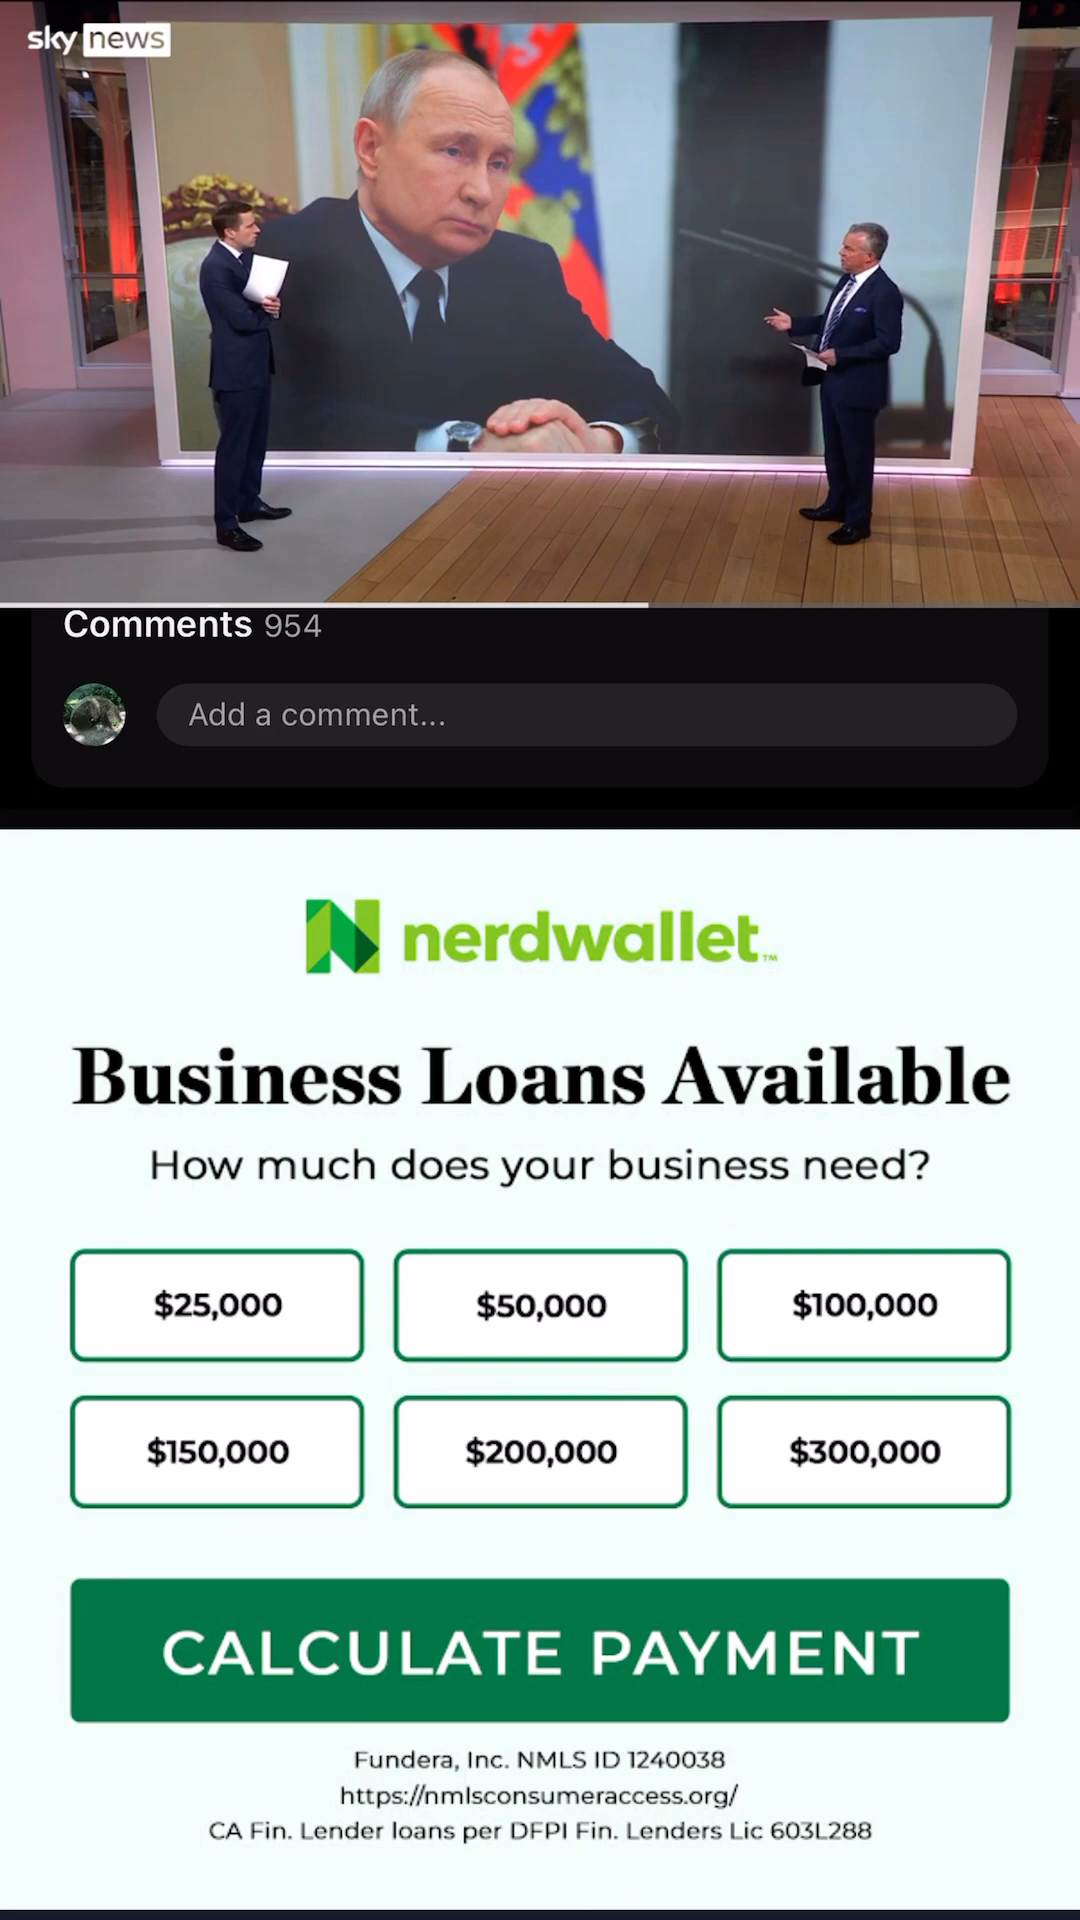 sky news
Comments 954
Add a comment...
nerdwallet™
Business Loans Available
How much does your business need?
$25,000
$50,000
$100,000
$150,000
$200,000
$300,000
CALCULATE PAYMENT
Fundera, Inc. NMLS ID 1240038
https://nmlsconsumeraccess.org/
CA Fin. Lender loans per DFPI Fin. Lenders Lic 603L288